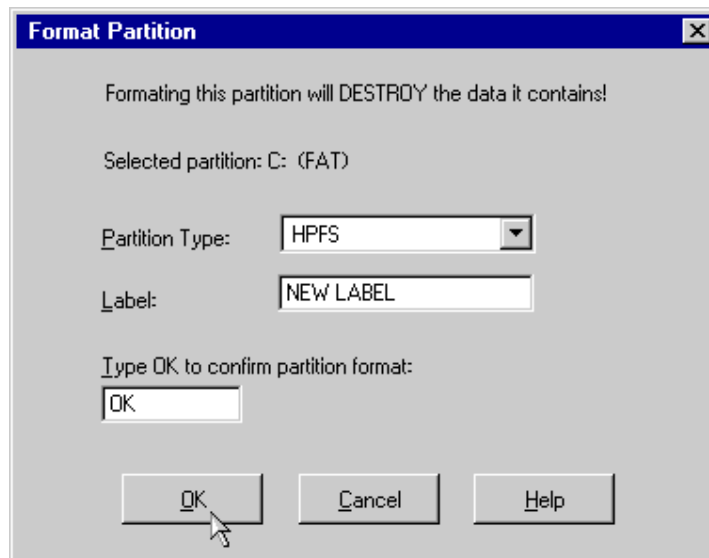 Format Partition
Formating this partition will DESTROY the data it contains!
Selected partition: C: (FAT)
Partition Type: HPFS
Label: NEW LABEL
Type OK to confirm partition format:
OK
OK Cancel Help